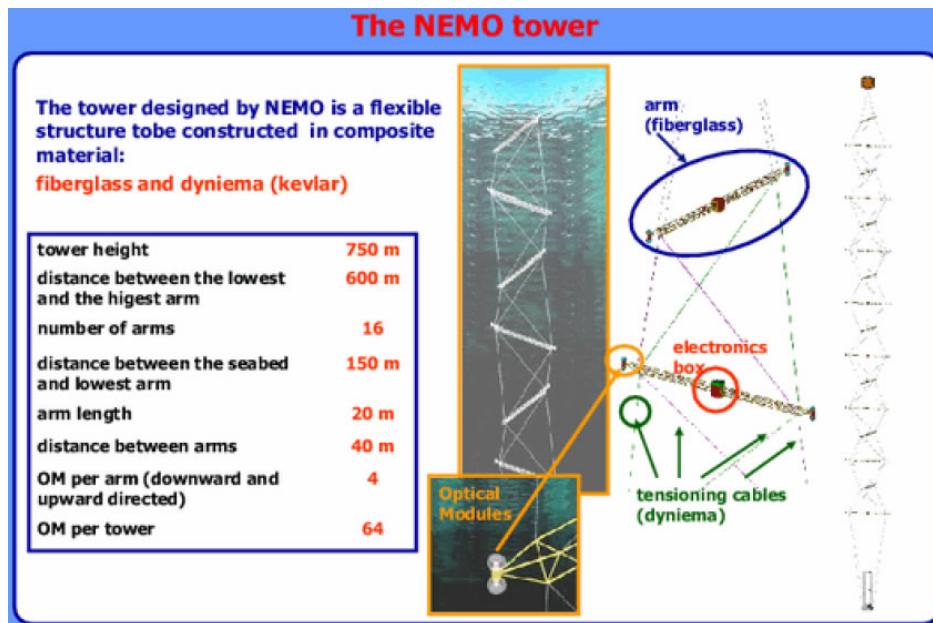 The NEMO tower
The tower designed by NEMO is a flexible
structure tobe constructed in composite
material:
fiberglass and dyniema (kevlar)
tower height 750 m
distance between the lowest 600 m
and the higest arm
number of arms 16
distance between the seabed 150 m
and lowest arm
arm length 20 m
distance between arms 40 m
OM per arm (downward and 4
upward directed)
OM per tower 64
Optical
Modules
arm
(fiberglass)
electronics
box
tensioning cables
(dyniema)